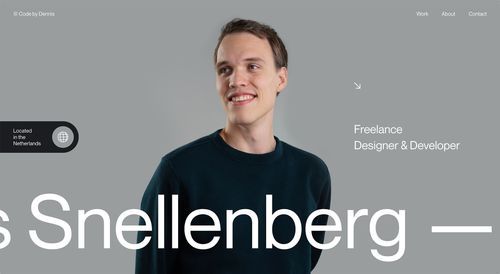 © Code by Dennis
Work
About
Contact
Located
in the
Netherlands
Freelance
Designer & Developer
s Snellenberg —